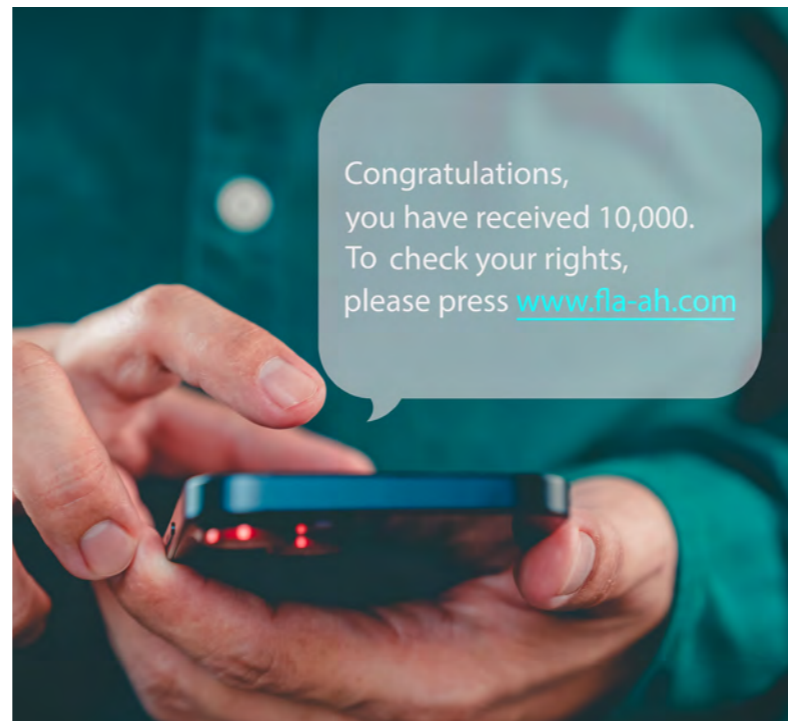 Congratulations,
you have received 10,000.
To check your rights,
please press www.fla-ah.com